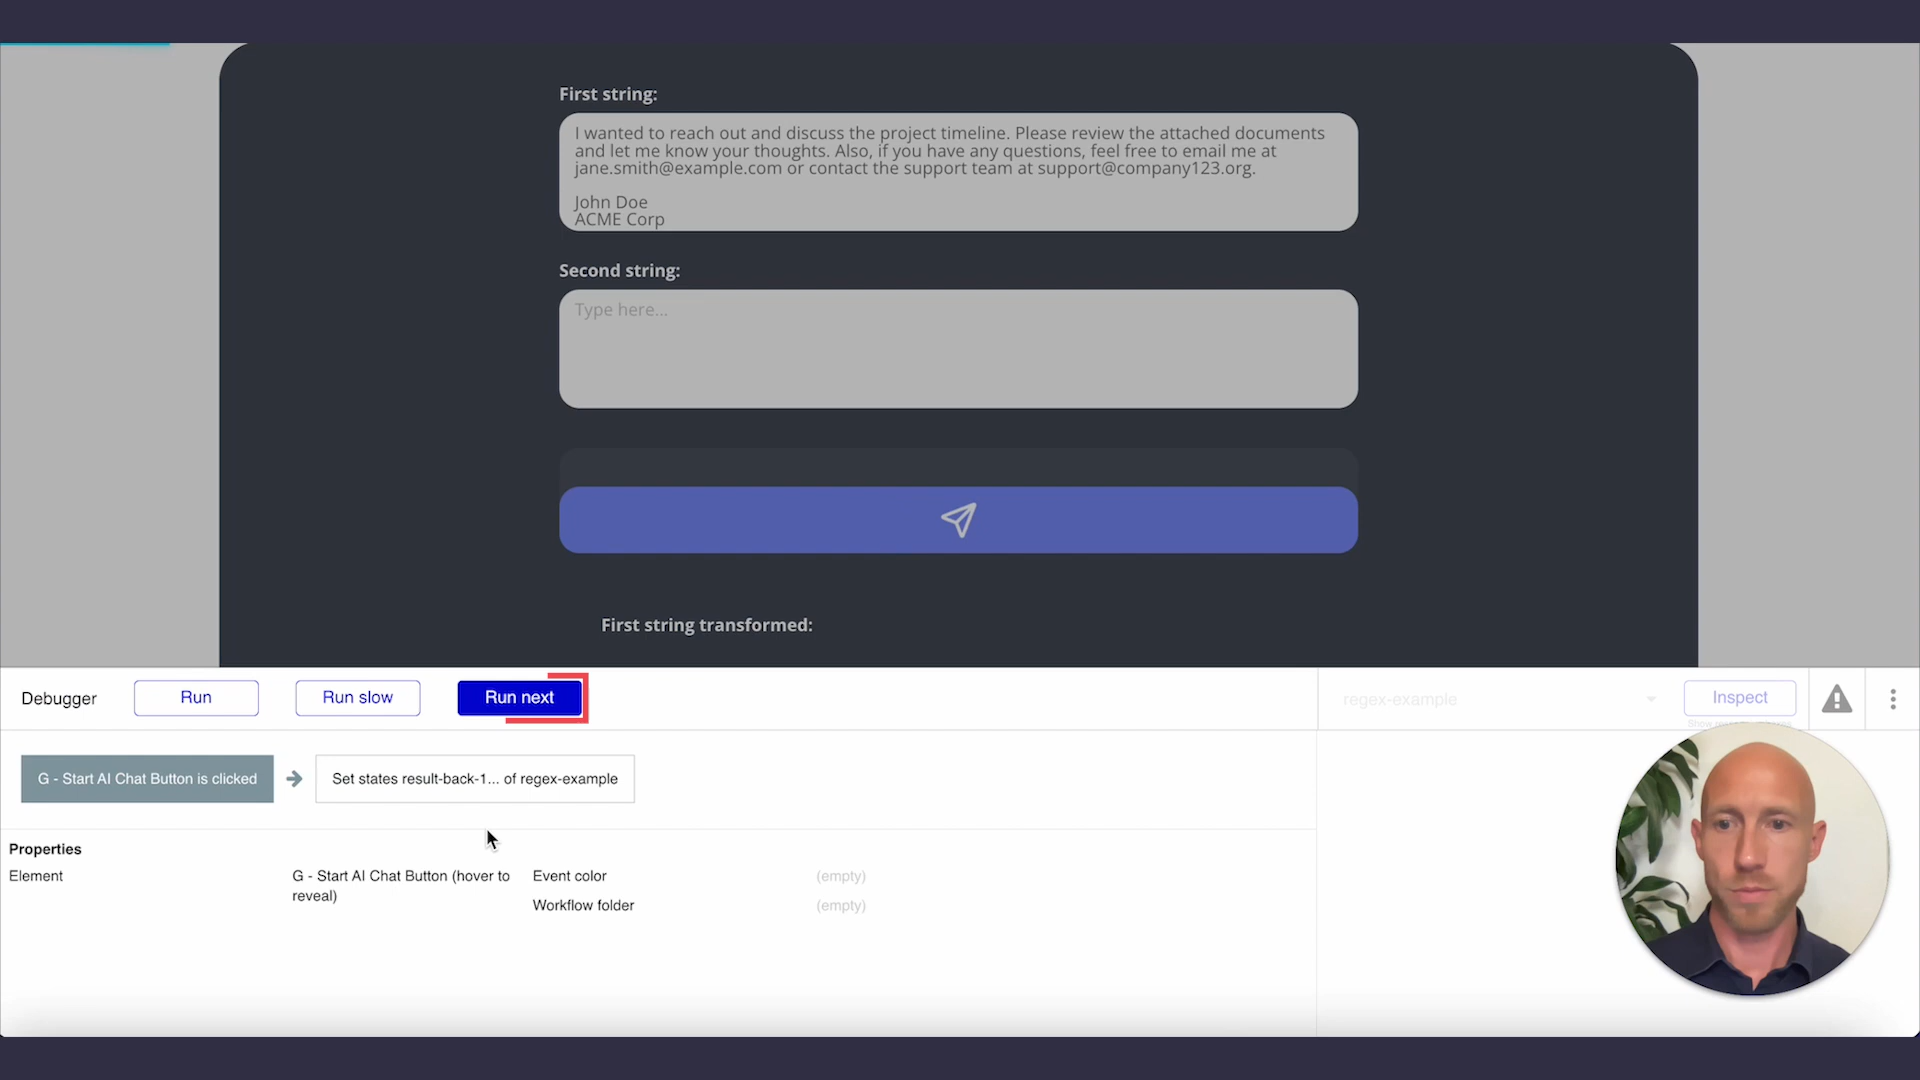 First string:
I wanted to reach out and discuss the project timeline. Please review the attached documents
and let me know your thoughts. Also, if you have any questions, feel free to email me at
jane.smith@example.com or contact the support team at support@company123.org.
John Doe
ACME Corp
Second string:
Type here...
First string transformed:
Debugger
Run
Run slow
Run next
regex-example
Inspect
G - Start AI Chat Button is clicked
Set states result-back-1... of regex-example
Properties
Element
G - Start AI Chat Button (hover to
reveal)
Event color
(empty)
Workflow folder
(empty)